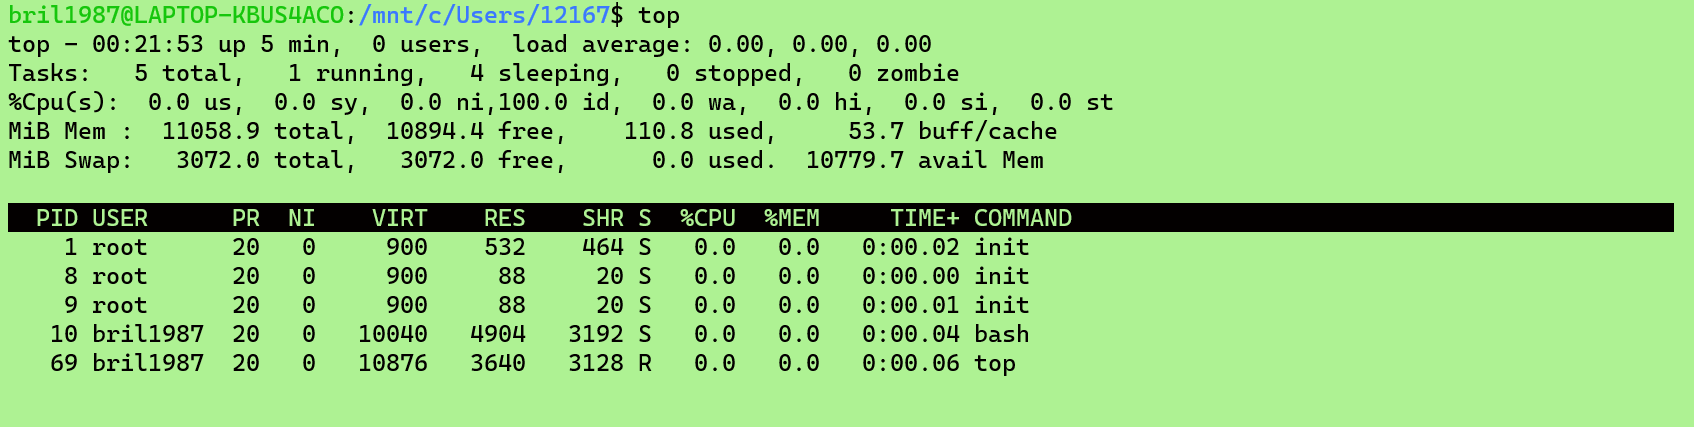 bril1987@LAPTOP-KBUS4ACO:/mnt/c/Users/12167$ top
top - 00:21:53 up 5 min,  0 users,  load average: 0.00, 0.00, 0.00
Tasks:   5 total,   1 running,   4 sleeping,   0 stopped,   0 zombie
%Cpu(s):  0.0 us,  0.0 sy,  0.0 ni,100.0 id,  0.0 wa,  0.0 hi,  0.0 si,  0.0 st
MiB Mem :  11058.9 total,  10894.4 free,    110.8 used,     53.7 buff/cache
MiB Swap:   3072.0 total,   3072.0 free,      0.0 used.  10779.7 avail Mem
  PID USER      PR  NI    VIRT    RES    SHR S  %CPU  %MEM     TIME+ COMMAND
    1 root      20   0     900    532    464 S   0.0   0.0   0:00.02 init
    8 root      20   0     900     88     20 S   0.0   0.0   0:00.00 init
    9 root      20   0     900     88     20 S   0.0   0.0   0:00.01 init
   10 bril1987  20   0   10040   4904   3192 S   0.0   0.0   0:00.04 bash
   69 bril1987  20   0   10876   3640   3128 R   0.0   0.0   0:00.06 top